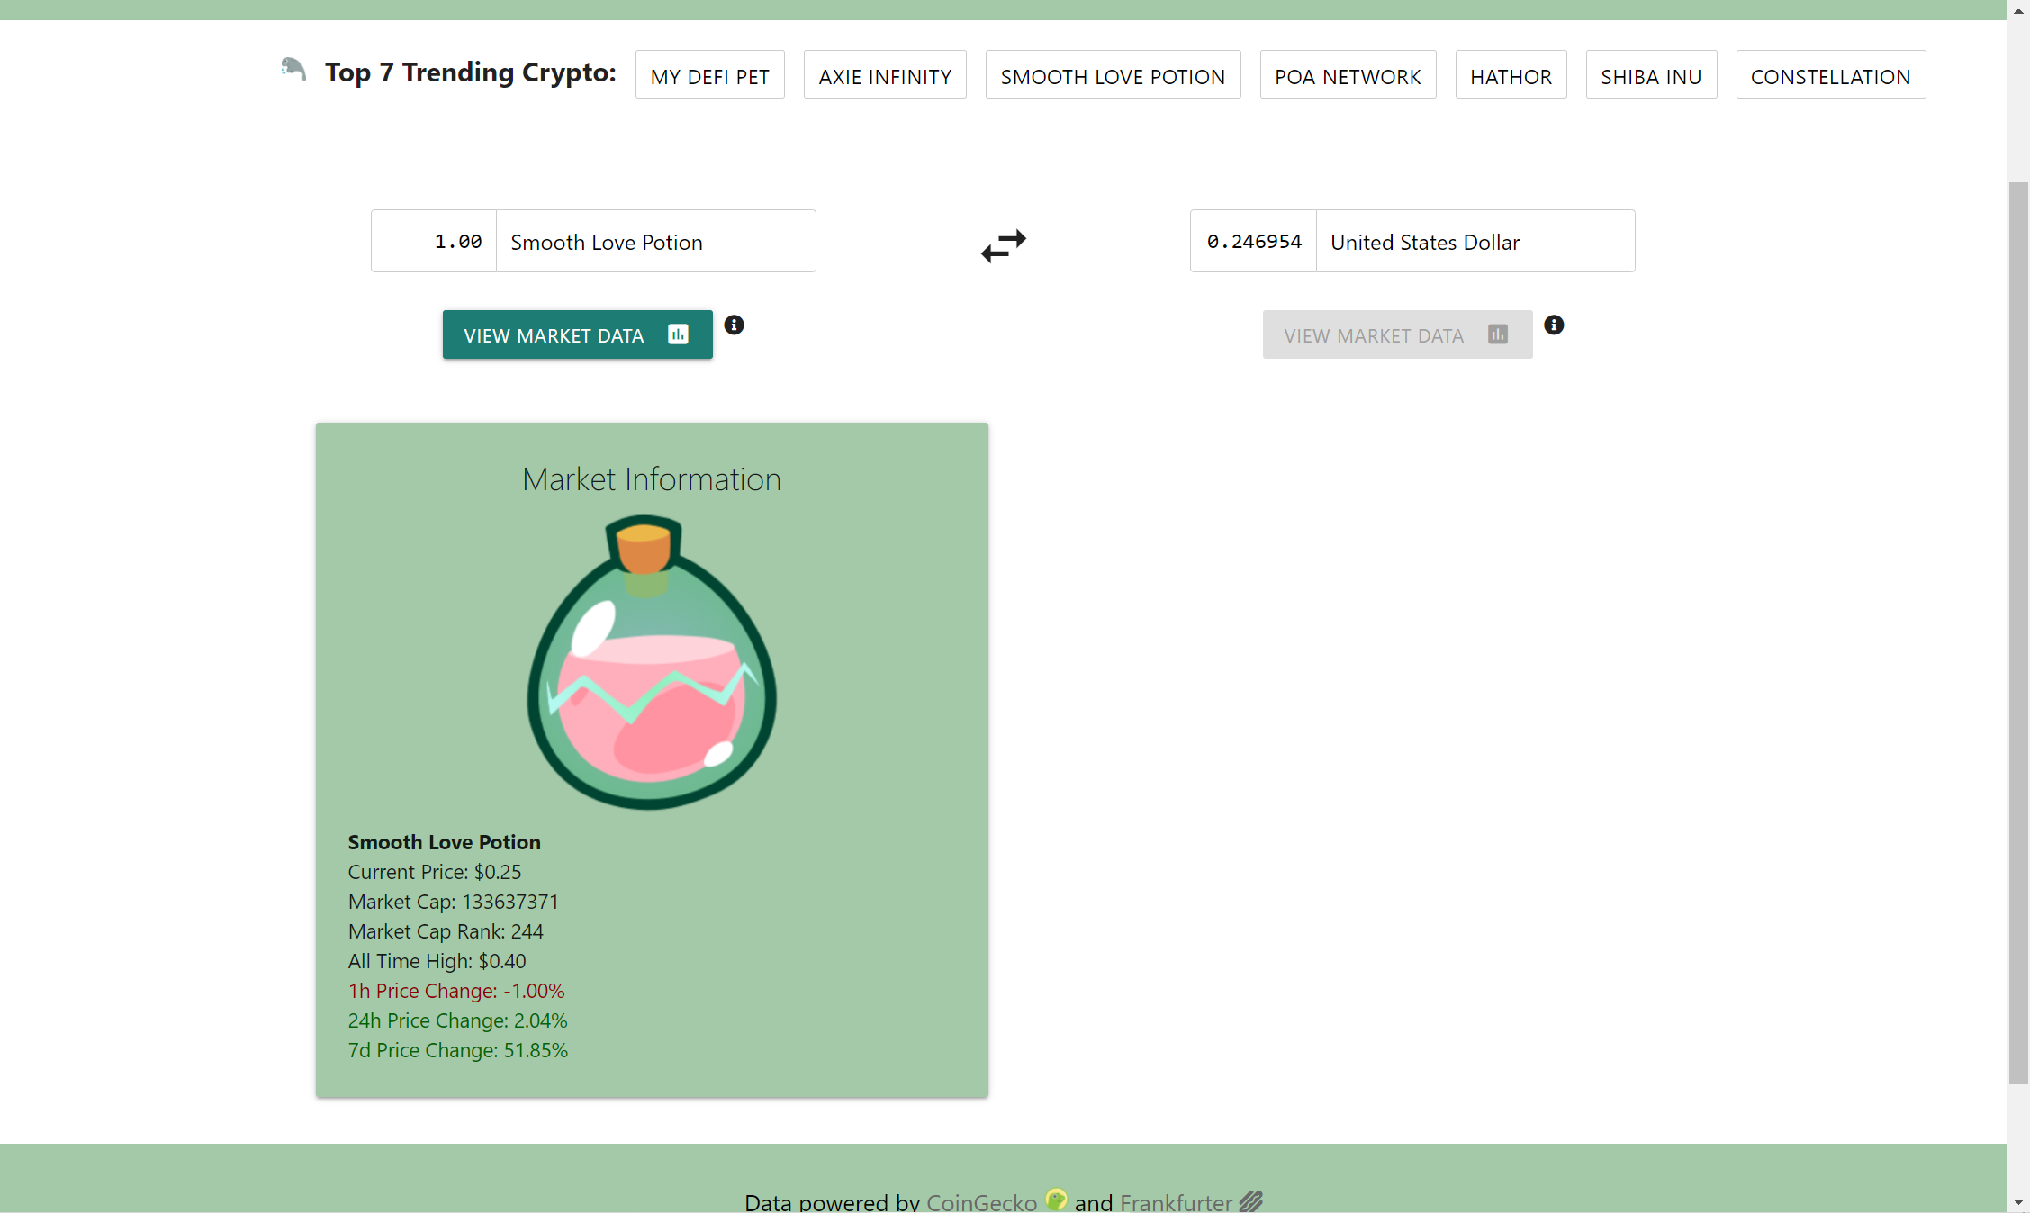 Top 7 Trending Crypto: MY DEFI PET AXIE INFINITY SMOOTH LOVE POTION POA NETWORK HATHOR SHIBA INU CONSTELLATION
1.00 Smooth Love Potion 0.246954 United States Dollar
VIEW MARKET DATA VIEW MARKET DATA
Market Information
Smooth Love Potion
Current Price: $0.25
Market Cap: 133637371
Market Cap Rank: 244
All Time High: $0.40
1h Price Change: -1.00%
24h Price Change: 2.04%
7d Price Change: 51.85%
Data powered by CoinGecko and Frankfurter